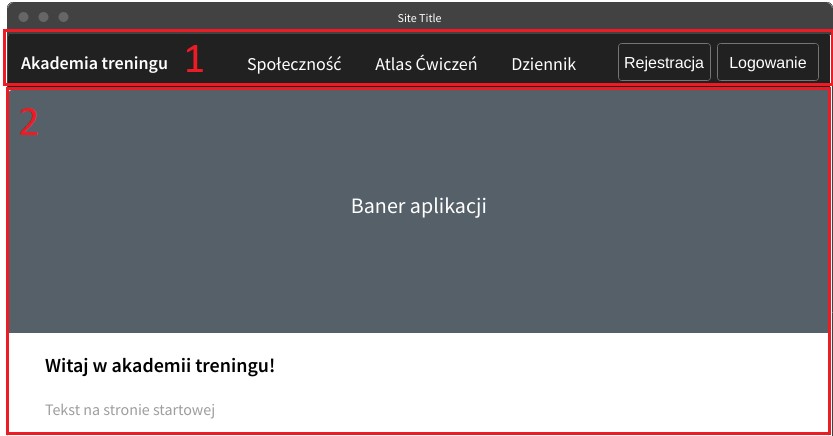 Site Title
Akademia treningu 1 Społeczność Atlas Ćwiczeń Dziennik Rejestracja Logowanie
2
Baner aplikacji
Witaj w akademii treningu!
Tekst na stronie startowej